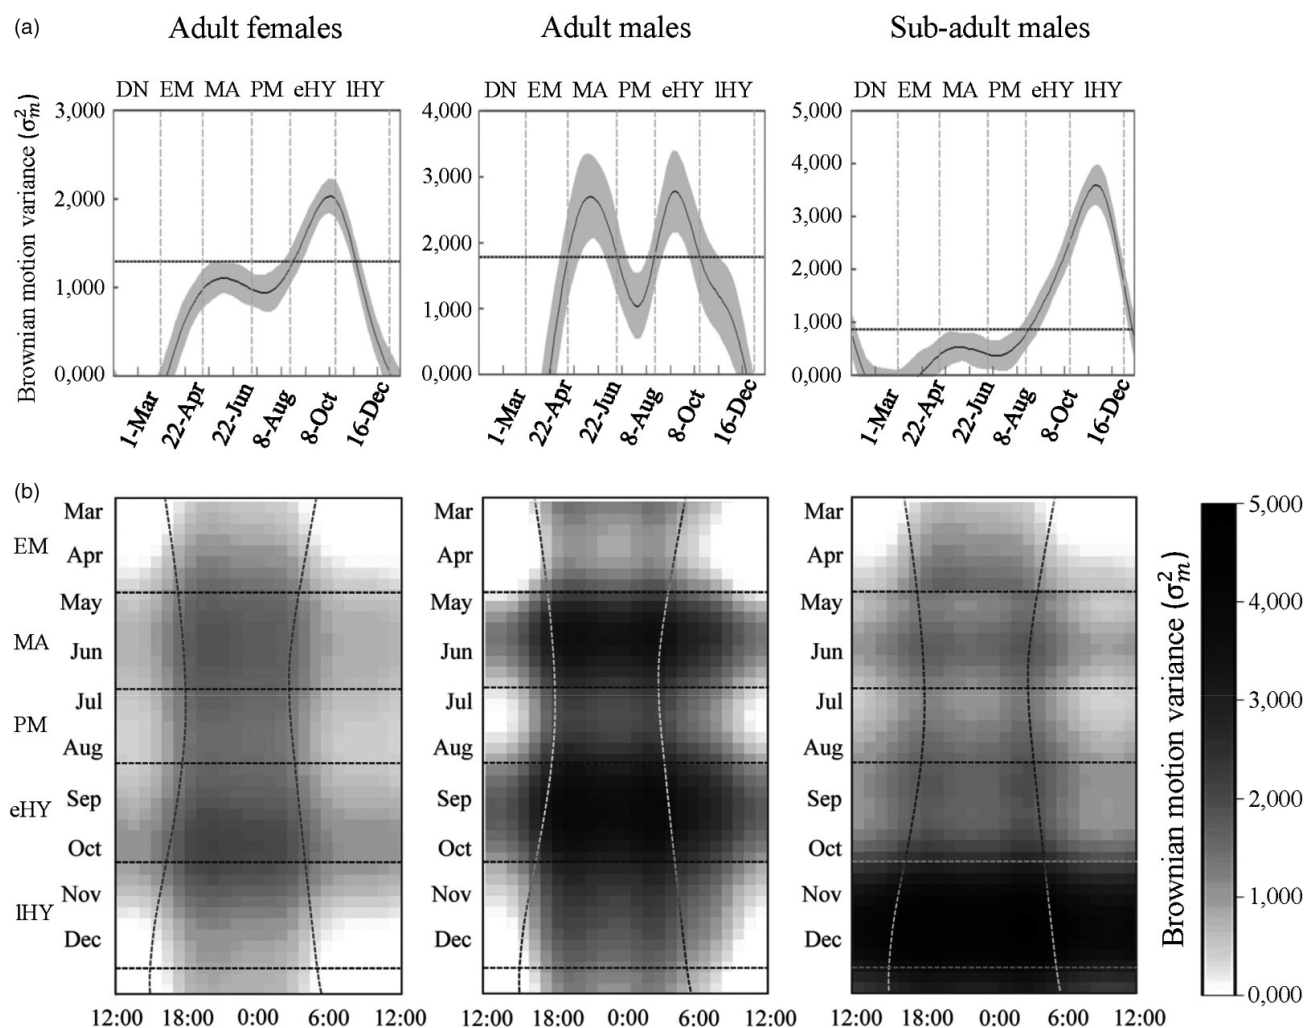 (a)
Adult females
Adult males
Sub-adult males
DN EM MA PM eHY lHY
DN EM MA PM eHY lHY
DN EM MA PM eHY lHY
Brownian motion variance (σ²m)
3,000
2,000
1,000
0,000
4,000
3,000
2,000
1,000
0,000
5,000
4,000
3,000
2,000
1,000
0,000
1-Mar
22-Apr
22-Jun
8-Aug
8-Oct
16-Dec
1-Mar
22-Apr
22-Jun
8-Aug
8-Oct
16-Dec
1-Mar
22-Apr
22-Jun
8-Aug
8-Oct
16-Dec
(b)
EM
MA
PM
eHY
lHY
Mar
Apr
May
Jun
Jul
Aug
Sep
Oct
Nov
Dec
Mar
Apr
May
Jun
Jul
Aug
Sep
Oct
Nov
Dec
Mar
Apr
May
Jun
Jul
Aug
Sep
Oct
Nov
Dec
12:00 18:00 0:00 6:00 12:00
12:00 18:00 0:00 6:00 12:00
12:00 18:00 0:00 6:00 12:00
Brownian motion variance (σ²m)
5,000
4,000
3,000
2,000
1,000
0,000